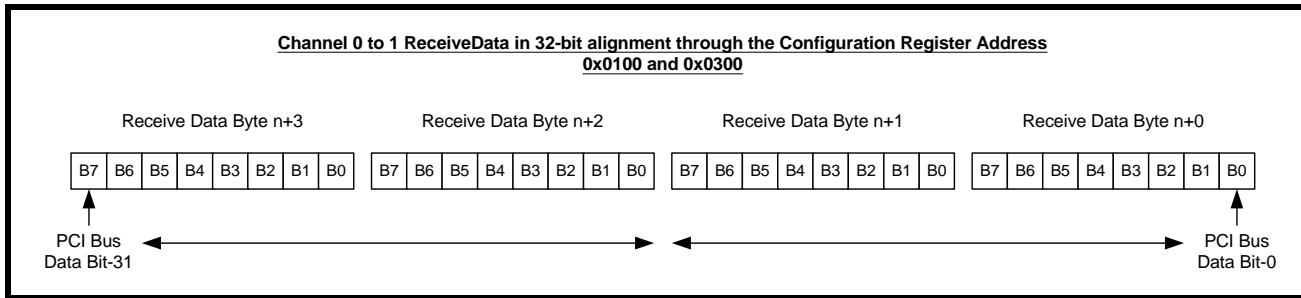 Channel 0 to 1 ReceiveData in 32-bit alignment through the Configuration Register Address
0x0100 and 0x0300
Receive Data Byte n+3 Receive Data Byte n+2 Receive Data Byte n+1 Receive Data Byte n+0
B7 B6 B5 B4 B3 B2 B1 B0 B7 B6 B5 B4 B3 B2 B1 B0 B7 B6 B5 B4 B3 B2 B1 B0 B7 B6 B5 B4 B3 B2 B1 B0
PCI Bus PCI Bus
Data Bit-31 Data Bit-0